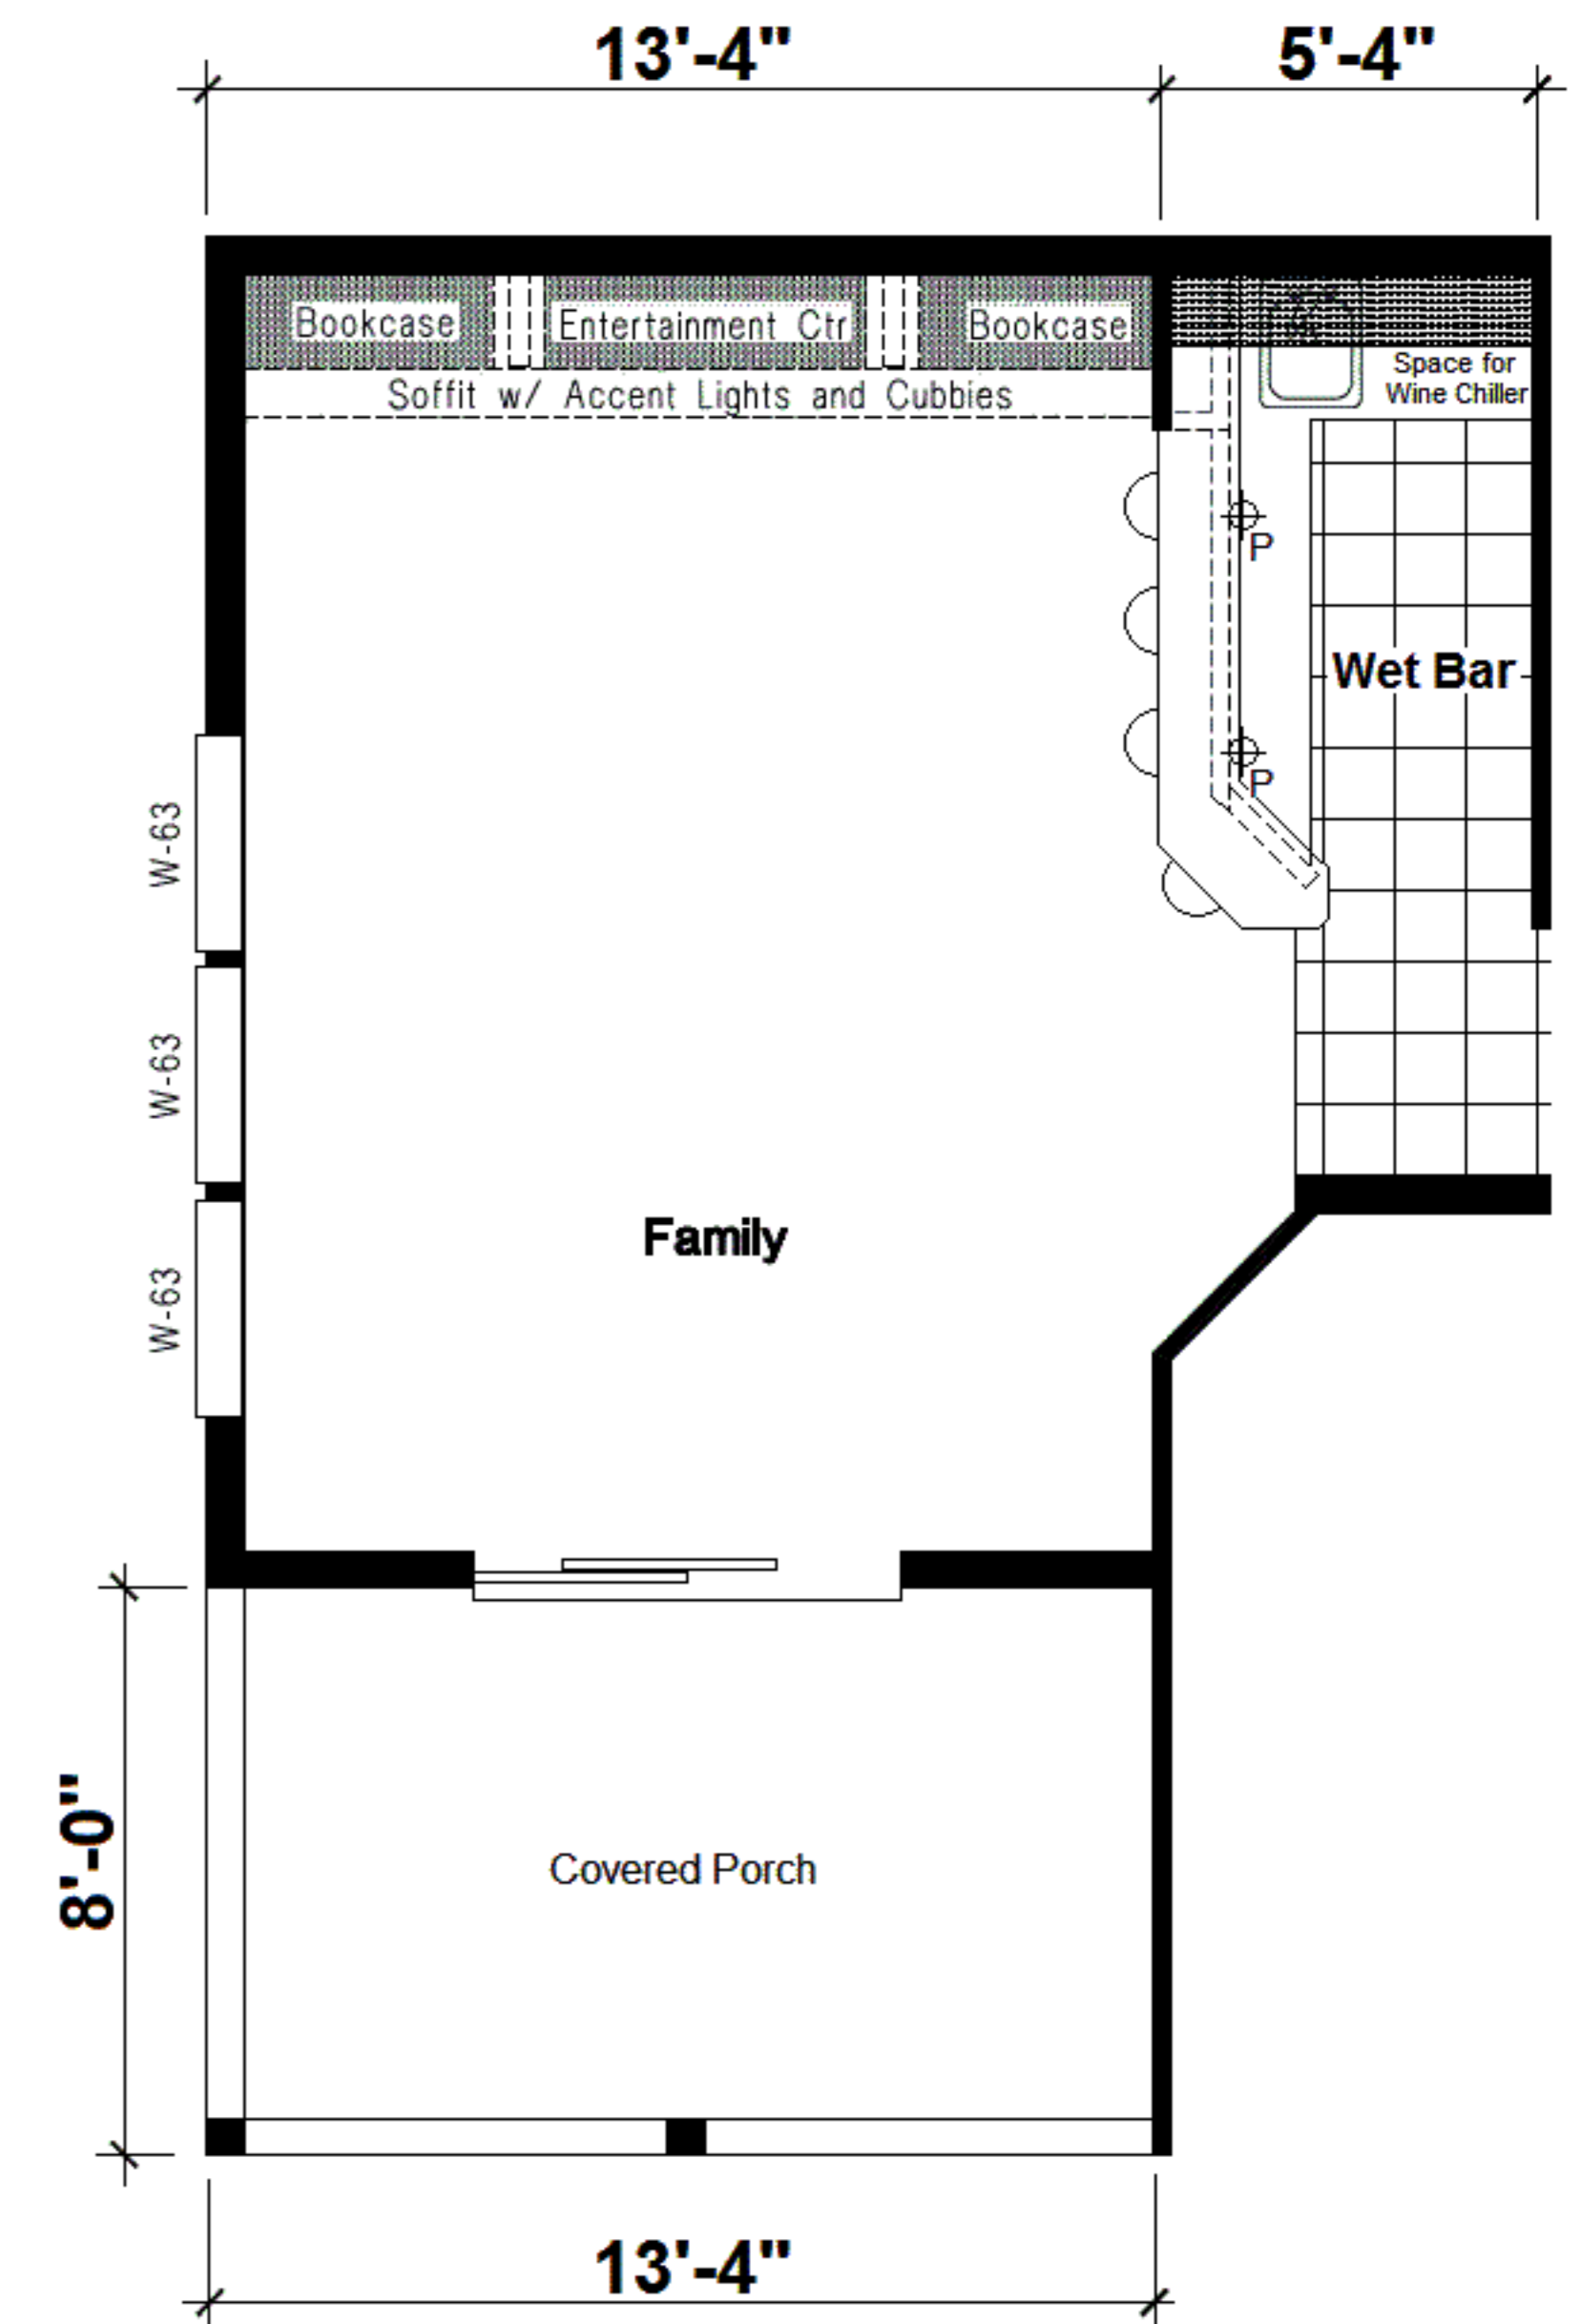 13'-4"
5'-4"
Bookcase
Entertainment Ctr
Bookcase
Soffit w/ Accent Lights and Cubbies
Space for
Wine Chiller
P
Wet Bar
P
W-63
W-63
Family
W-63
Covered Porch
8'-0"
13'-4"